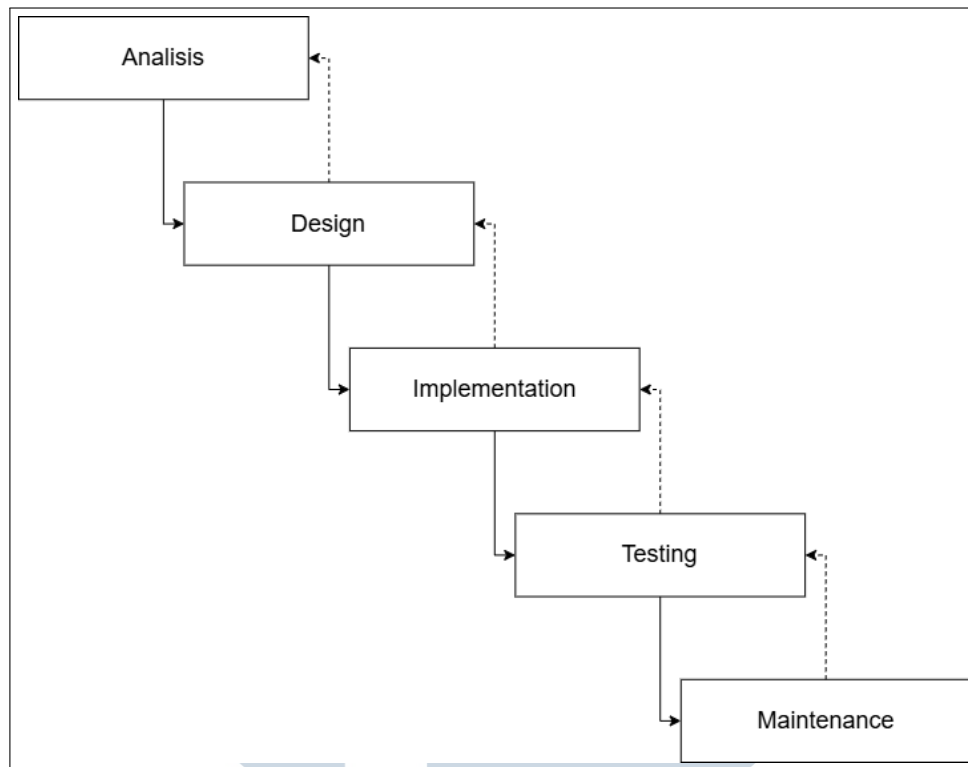 Analisis
Design
Implementation
Testing
Maintenance